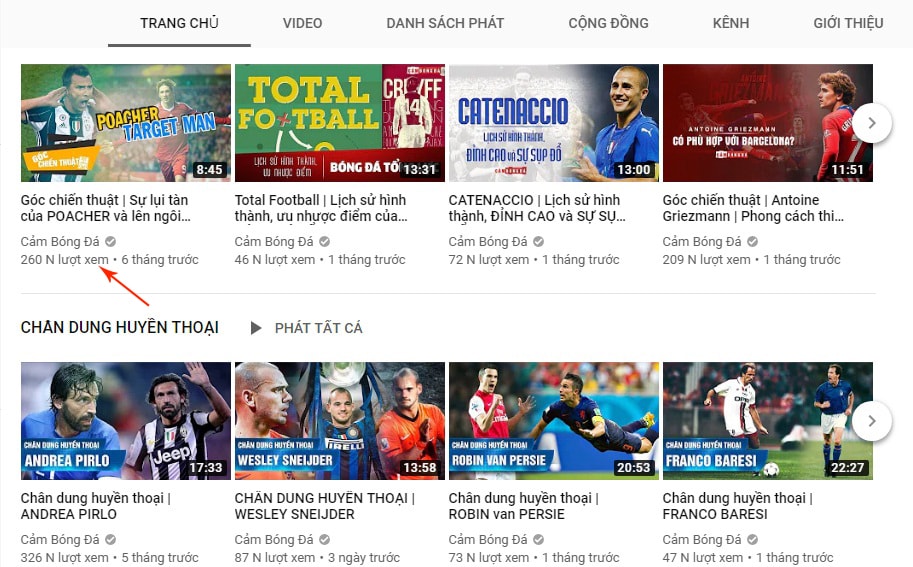 TRANG CHỦ
VIDEO
DANH SÁCH PHÁT
CỘNG ĐỒNG
KÊNH
GIỚI THIỆU
POACHER
TARGET MAN
GÓC
CHIẾN THUẬT
8:45
TOTAL
FOOTBALL
CAMBONGDA
CRUYFF
14
LỊCH SỬ HÌNH THÀNH,
ƯU NHƯỢC ĐIỂM
BÓNG ĐÁ TỔ
13:31
CATENACCIO
LỊCH SỬ HÌNH THÀNH,
ĐỈNH CAO VÀ SỰ SỤP ĐỔ
CAMBONGDA
13:00
ANTOINE
GRIEZMANN
ANTOINE GRIEZMANN
CÓ PHÙ HỢP VỚI BARCELONA?
CAMBONGDA
11:51
Góc chiến thuật | Sự lụi tàn
của POACHER và lên ngôi...
Cảm Bóng Đá
260 N lượt xem • 6 tháng trước
Total Football | Lịch sử hình
thành, ưu nhược điểm của...
Cảm Bóng Đá
46 N lượt xem • 1 tháng trước
CATENACCIO | Lịch sử hình
thành, ĐỈNH CAO và SỰ SỤ...
Cảm Bóng Đá
72 N lượt xem • 1 tháng trước
Góc chiến thuật | Antoine
Griezmann | Phong cách thi...
Cảm Bóng Đá
209 N lượt xem • 1 tháng trước
CHÂN DUNG HUYỀN THOẠI
PHÁT TẤT CẢ
CHÂN DUNG HUYỀN THOẠI
ANDREA PIRLO
Jeep
17:33
CHÂN DUNG HUYỀN THOẠI
WESLEY SNEIJDER
IRELLI
13:58
CHÂN DUNG HUYỀN THOẠI
ROBIN VAN PERSIE
20:53
CHÂN DUNG HUYỀN THOẠI
FRANCO BARESI
22:27
Chân dung huyền thoại |
ANDREA PIRLO
Cảm Bóng Đá
326 N lượt xem • 5 tháng trước
CHÂN DUNG HUYỀN THOẠI |
WESLEY SNEIJDER
Cảm Bóng Đá
87 N lượt xem • 3 ngày trước
Chân dung huyền thoại |
ROBIN van PERSIE
Cảm Bóng Đá
73 N lượt xem • 1 tháng trước
Chân dung huyền thoại |
FRANCO BARESI
Cảm Bóng Đá
47 N lượt xem • 1 tháng trước